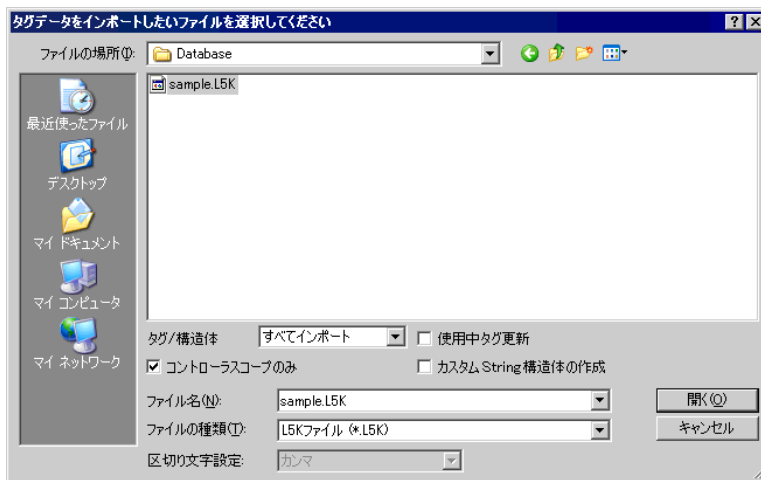 タグデータをインポートしたいファイルを選択してください
ファイルの場所(I):
Database
sample.L5K
最近使ったファイル
デスクトップ
マイ ドキュメント
マイ コンピュータ
マイ ネットワーク
タグ/構造体
すべてインポート
使用中タグ更新
コントローラスコープのみ
カスタム String 構造体の作成
ファイル名(N):
sample.L5K
開く(O)
ファイルの種類(T):
L5Kファイル (*.L5K)
キャンセル
区切り文字設定:
カンマ